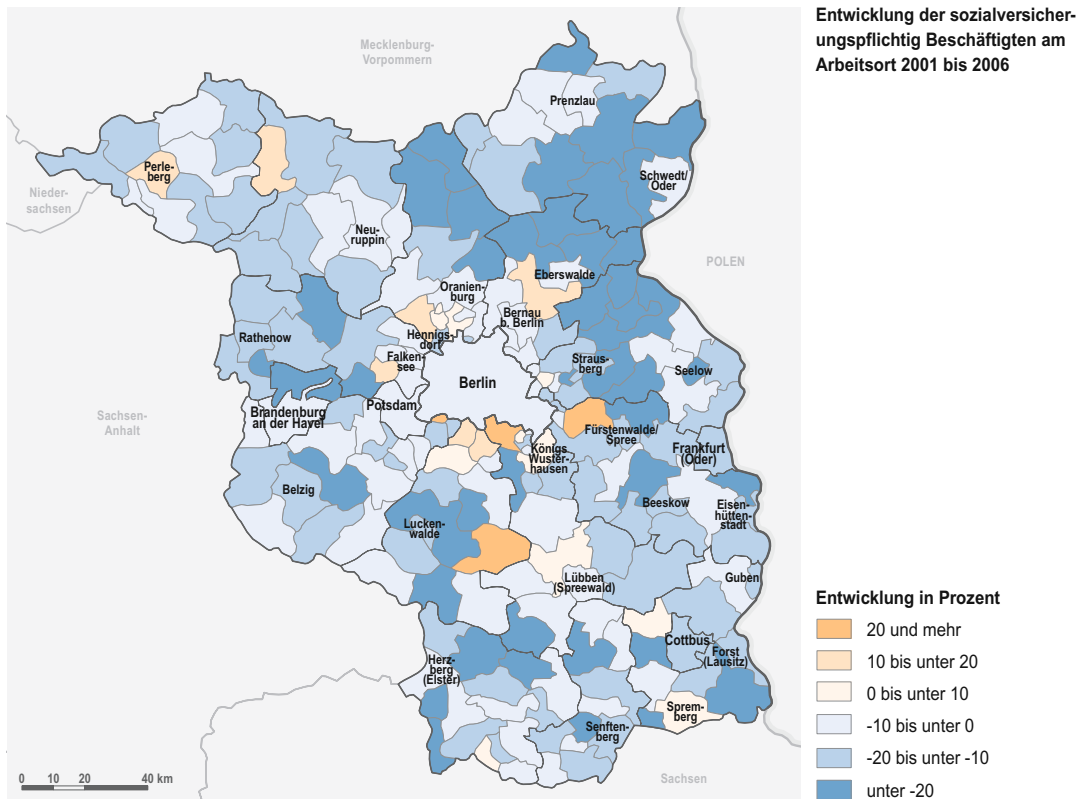 Entwicklung der sozialversicher-
ungspflichtig Beschäftigten am
Arbeitsort 2001 bis 2006
Mecklenburg-
Vorpommern
Prenzlau
Perle-
berg
Schwedt/
Oder
Nieder-
sachsen
Neu-
ruppin
POLEN
Eberswalde
Oranien-
burg
Bernau
b. Berlin
Hennigs-
dorf
Rathenow
Falken-
see
Straus-
berg
Seelow
Berlin
Potsdam
Brandenburg
an der Havel
Sachsen-
Anhalt
Fürstenwalde/
Spree
Königs
Wuster-
hausen
Frankfurt
(Oder)
Belzig
Beeskow
Eisen-
hütten-
stadt
Lucken-
walde
Guben
Lübben
(Spreewald)
Cottbus
Forst
(Lausitz)
Herz-
berg
(Elster)
Sprem-
berg
Senften-
berg
Sachsen
0 10 20 40 km
Entwicklung in Prozent
20 und mehr
10 bis unter 20
0 bis unter 10
-10 bis unter 0
-20 bis unter -10
unter -20